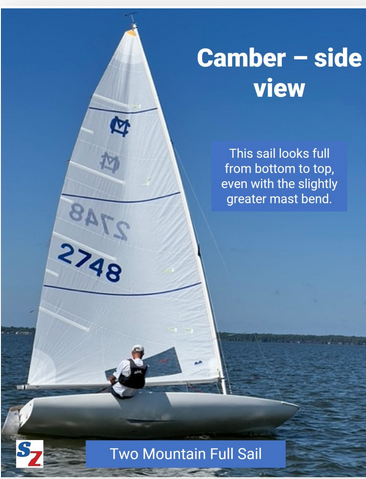 Camber – side
view
This sail looks full
from bottom to top,
even with the slightly
greater mast bend.
2748
2748
Two Mountain Full Sail
SZ